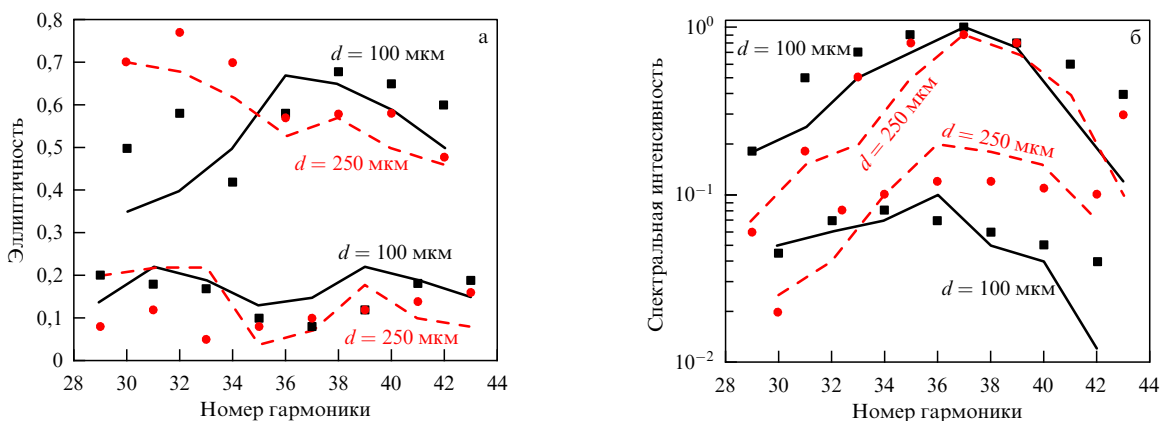 а
Эллиптичность
0,8
0,7
0,6
0,5
0,4
0,3
0,2
0,1
0
d = 100 мкм
d = 250 мкм
d = 100 мкм
d = 250 мкм
28 30 32 34 36 38 40 42 44
Номер гармоники
б
Спектральная интенсивность
10⁰
10⁻¹
10⁻²
d = 100 мкм
d = 250 мкм
d = 250 мкм
d = 100 мкм
28 30 32 34 36 38 40 42 44
Номер гармоники